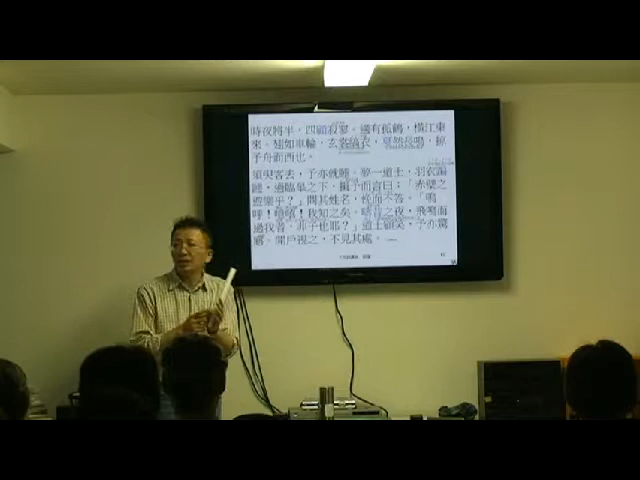 時夜將半，四顧寂寥。適有孤鶴，橫江東
來。翅如車輪，玄裳縞衣，戛然長鳴，掠
予舟而西也。
須臾客去，予亦就睡。夢一道士，羽衣蹁
躚，過臨皋之下，揖予而言曰：「赤壁之
遊樂乎？」問其姓名，俛而不答。「嗚
呼！噫嘻！我知之矣。疇昔之夜，飛鳴而
過我者，非子也耶？」道士顧笑，予亦驚
寤。開戶視之，不見其處。